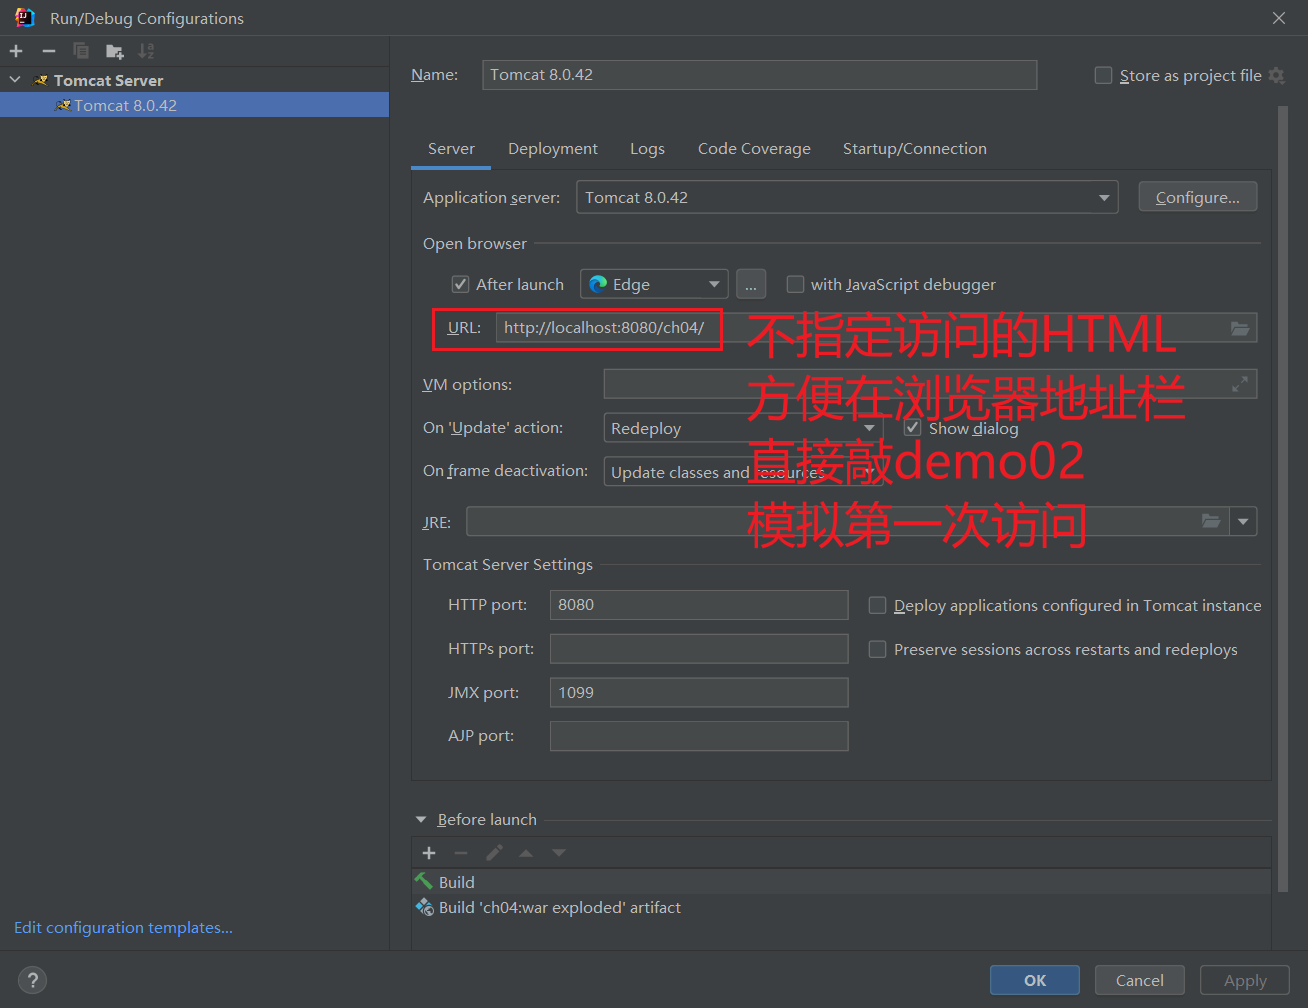 Run/Debug Configurations
Tomcat Server
Tomcat 8.0.42
Edit configuration templates...
Name: Tomcat 8.0.42
Store as project file
Server Deployment Logs Code Coverage Startup/Connection
Application server: Tomcat 8.0.42 Configure...
Open browser
After launch Edge ... with JavaScript debugger
URL: http://localhost:8080/ch04/
不指定访问的HTML
方便在浏览器地址栏
直接敲demo02
模拟第一次访问
VM options:
On 'Update' action: Redeploy Show dialog
On frame deactivation: Update classes and resources
JRE:
Tomcat Server Settings
HTTP port: 8080 Deploy applications configured in Tomcat instance
HTTPs port: Preserve sessions across restarts and redeploys
JMX port: 1099
AJP port:
Before launch
Build
Build 'ch04:war exploded' artifact
? OK Cancel Apply